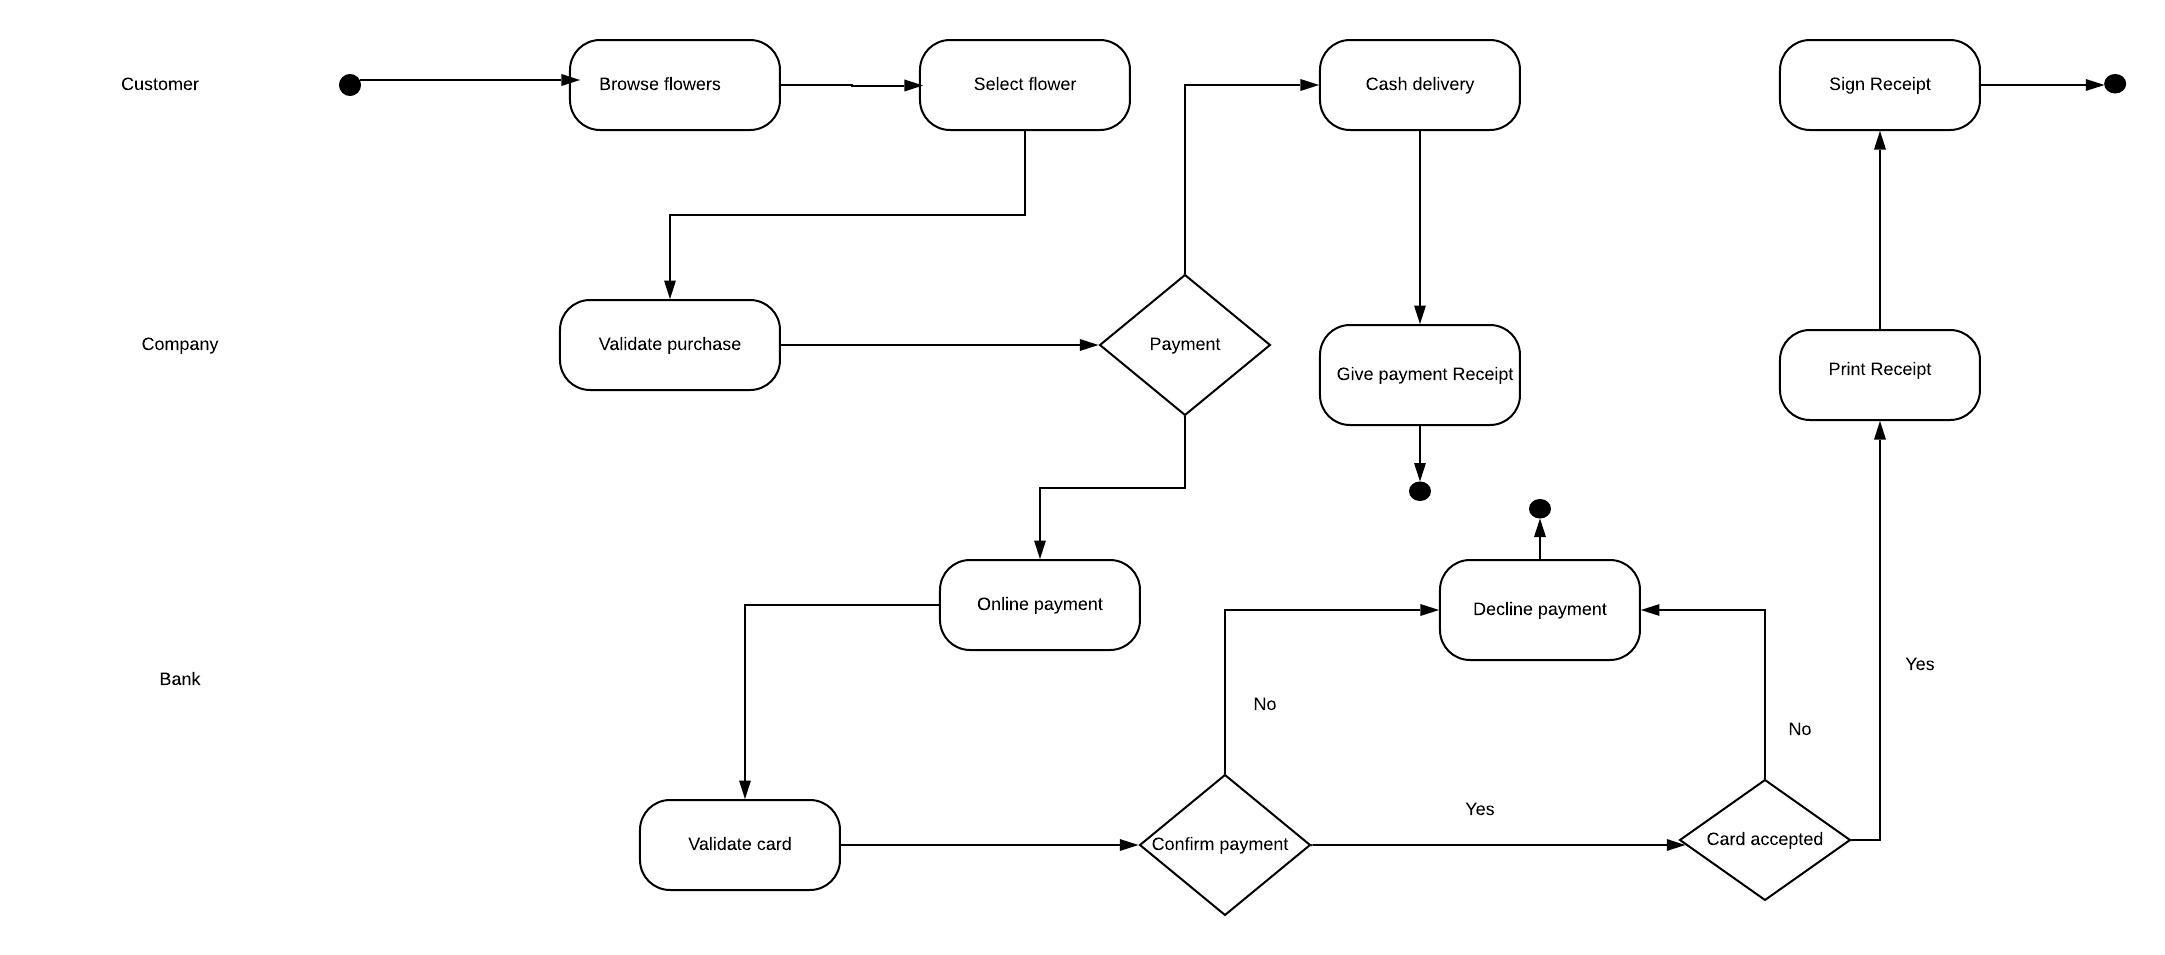 Customer
Browse flowers
Select flower
Cash delivery
Sign Receipt
Company
Validate purchase
Payment
Give payment Receipt
Print Receipt
Online payment
Decline payment
Bank
Yes
No
No
Yes
Validate card
Confirm payment
Card accepted